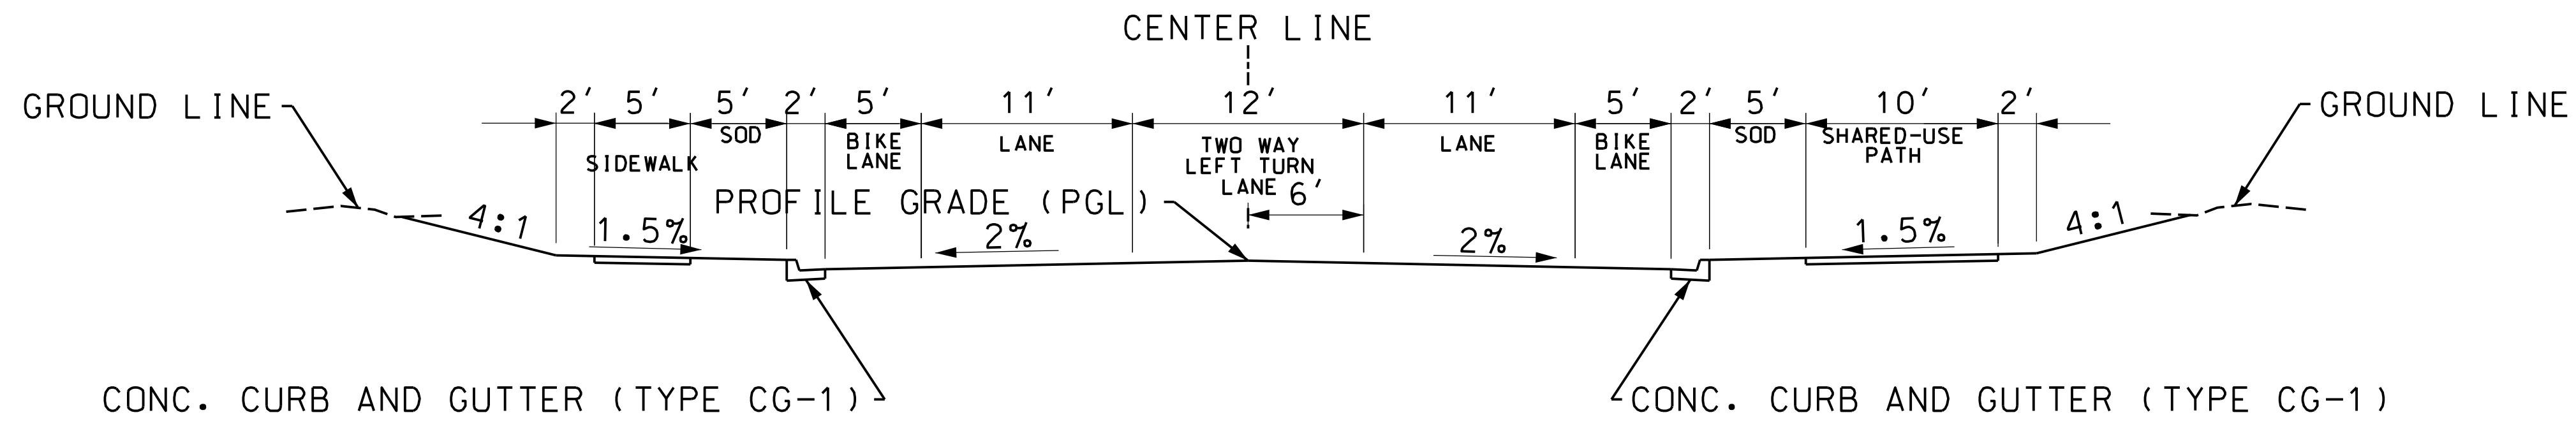 CENTER LINE
GROUND LINE
2' 5' 5' 2' 5' 11' 12' 11' 5' 2' 5' 10' 2'
GROUND LINE
SIDEWALK
SOD
BIKE
LANE
LANE
TWO WAY
LEFT TURN
LANE
6'
LANE
BIKE
LANE
SOD
SHARED-USE
PATH
PROFILE GRADE (PGL)
4:1
1.5%
2%
2%
1.5%
4:1
CONC. CURB AND GUTTER (TYPE CG-1)
CONC. CURB AND GUTTER (TYPE CG-1)